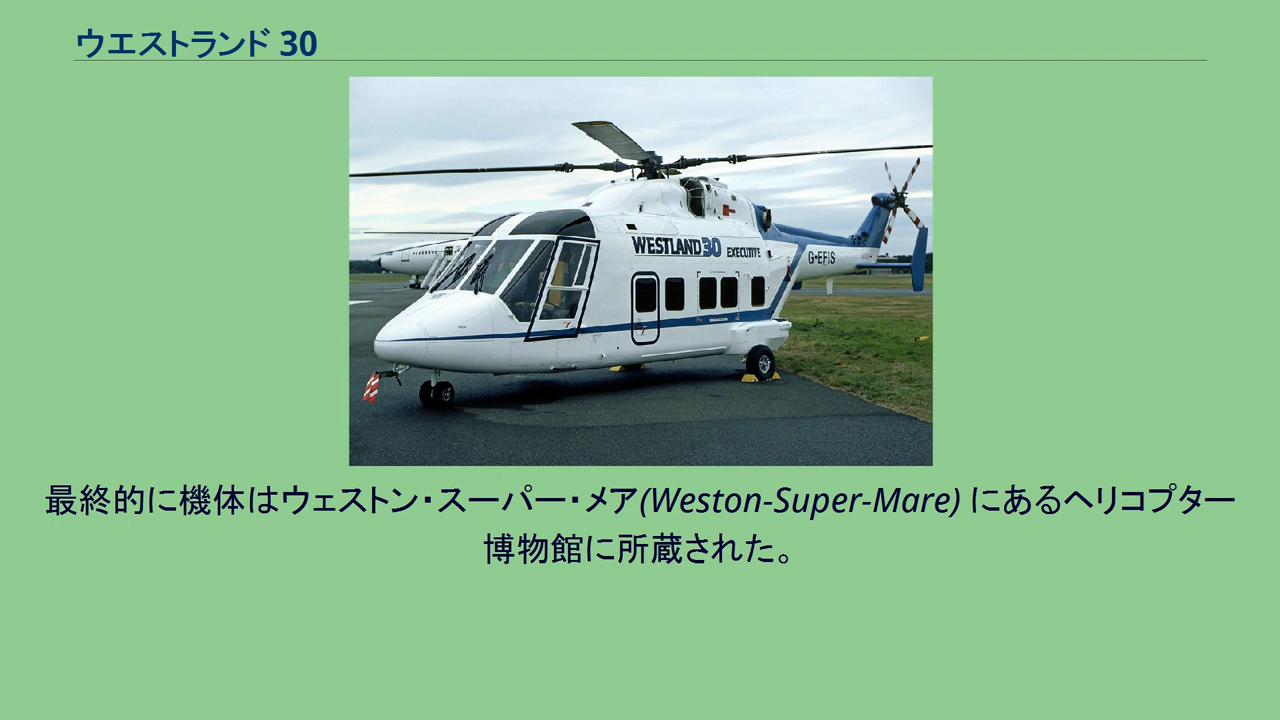 ウエストランド 30
WESTLAND 30 EXECUTIVE
G-EFIS
最終的に機体はウェストン・スーパー・メア(Weston-Super-Mare) にあるヘリコプター
博物館に所蔵された。